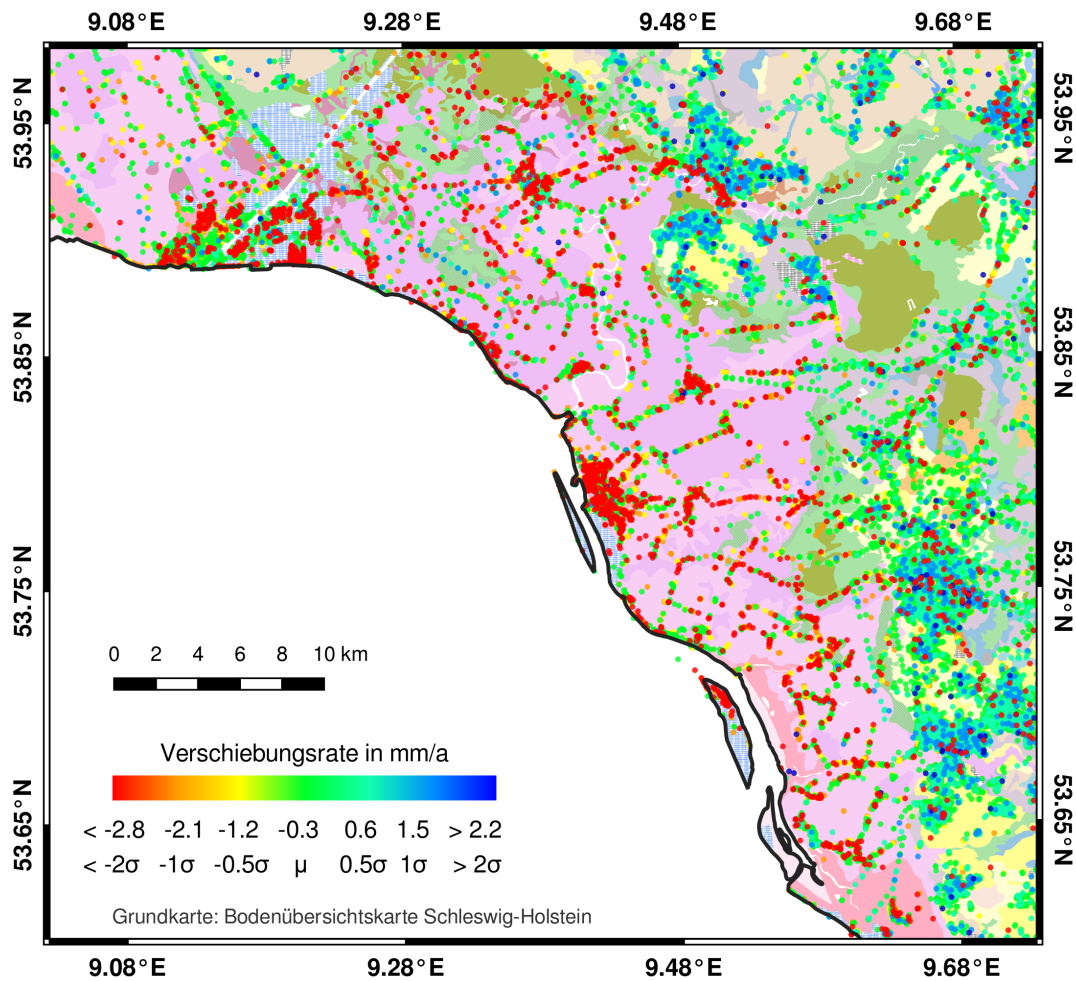 9.08°E 9.28°E 9.48°E 9.68°E
53.95°N 53.95°N
53.85°N 53.85°N
53.75°N 53.75°N
0 2 4 6 8 10 km
Verschiebungsrate in mm/a
53.65°N 53.65°N
< -2.8 -2.1 -1.2 -0.3 0.6 1.5 > 2.2
< -2σ -1σ -0.5σ µ 0.5σ 1σ > 2σ
Grundkarte: Bodenübersichtskarte Schleswig-Holstein
9.08°E 9.28°E 9.48°E 9.68°E